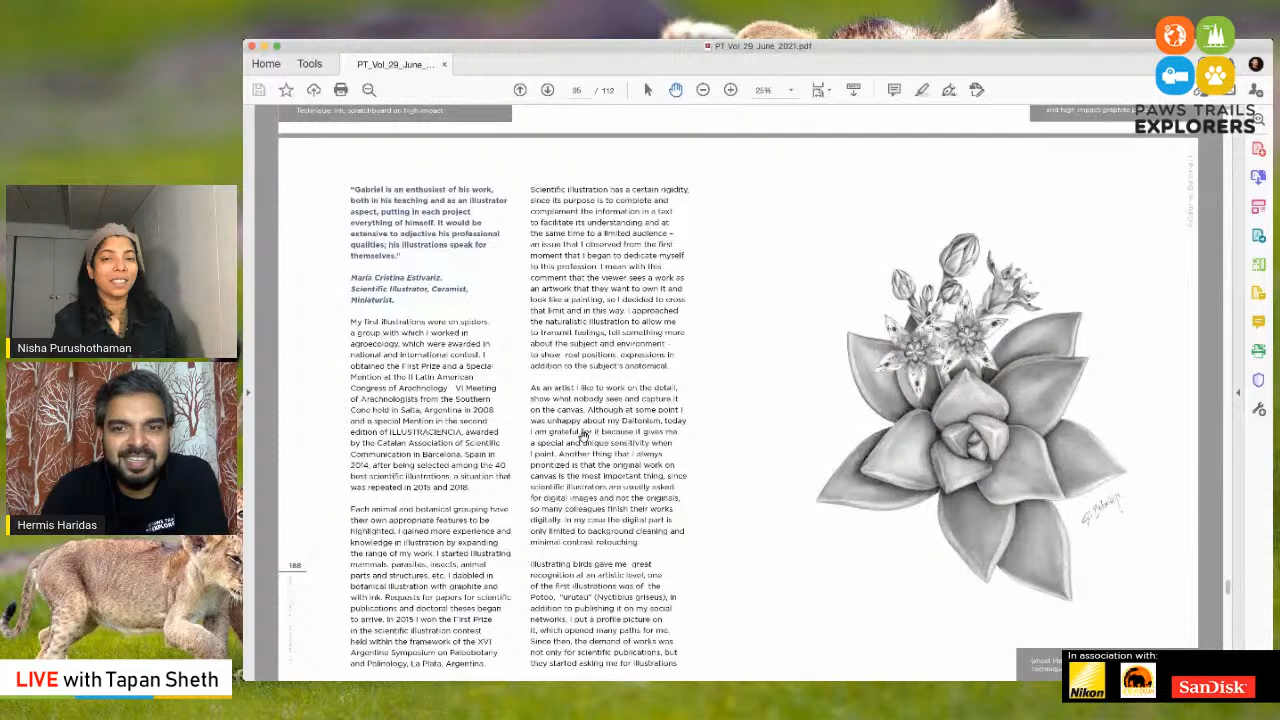 PT_Vol_29_June_2021.pdf
Home Tools PT_Vol_29_June_...
95 / 112 25%
PAWS TRAILS
EXPLORERS
Technique: Ink, scratchboard on high impact
and high impact graphite
"Gabriel is an enthusiast of his work,
both in his teaching and as an illustrator
aspect, putting in each project
everything of himself. It would be
extensive to adjective his professional
qualities; his illustrations speak for
themselves."
María Cristina Estivariz.
Scientific Illustrator, Ceramist,
Miniaturist.
My first illustrations were on spiders,
a group with which I worked in
agroecology, which were awarded in
national and international contest. I
obtained the First Prize and a Special
Mention at the II Latin American
Congress of Arachnology VI Meeting
of Arachnologists from the Southern
Cone held in Salta, Argentina in 2008
and a special Mention in the second
edition of ILLUSTRACIENCIA, awarded
by the Catalan Association of Scientific
Communication in Barcelona, Spain in
2014, after being selected among the 40
best scientific illustrations, a situation that
was repeated in 2015 and 2018.
Each animal and botanical grouping have
their own appropriate features to be
highlighted. I gained more experience and
knowledge in illustration by expanding
the range of my work. I started illustrating
mammals, parasites, insects, animal
parts and structures, etc. I dabbled in
botanical illustration with graphite and
with ink. Requests for papers for scientific
publications and doctoral theses began
to arrive. In 2015 I won the First Prize
in the scientific illustration contest
held within the framework of the XVI
Argentine Symposium on Paleobotany
and Palinology, La Plata, Argentina.
188
Scientific illustration has a certain rigidity,
since its purpose is to complete and
complement the information in a text
to facilitate its understanding and at
the same time to a limited audience –
an issue that I observed from the first
moment that I began to dedicate myself
to this profession. I mean with this
comment that the viewer sees a work as
an artwork that they want to own it and
look like a painting, so I decided to cross
that limit and in this way, I approached
the naturalistic illustration to allow me
to transmit feelings, tell something more
about the subject and environment –
to show real positions, expressions in
addition to the subject's anatomical.
As an artist I like to work on the detail,
show what nobody sees and capture it
on the canvas. Although at some point I
was unhappy about my Daltonism, today
I am grateful for it because it gives me
a special and unique sensitivity when
I paint. Another thing that I always
prioritized is that the original work on
canvas is the most important thing, since
scientific illustrators are usually asked
for digital images and not the originals,
so many colleagues finish their works
digitally. In my case the digital part is
only limited to background cleaning and
minimal contrast retouching.
Illustrating birds gave me great
recognition at an artistic level, one
of the first illustrations was of the
Potoo, "urutau" (Nyctibius griseus), in
addition to publishing it on my social
networks, I put a profile picture on
it, which opened many paths for me.
Since then, the demand of works was
not only for scientific publications, but
they started asking me for illustrations
Nisha Purushothaman
Hermis Haridas
LIVE with Tapan Sheth
In association with:
Nikon
SanDisk